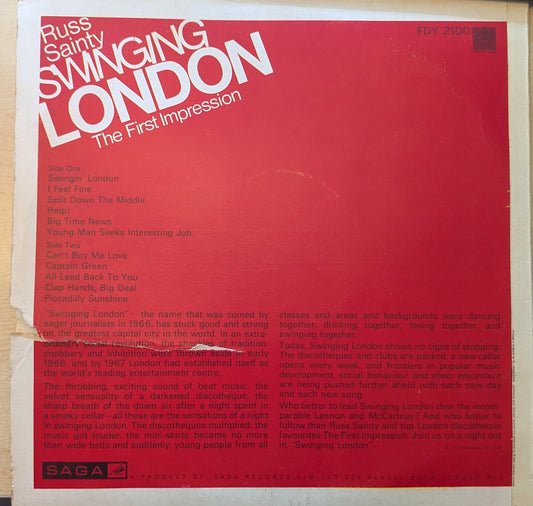 Russ
Sainty
SWINGING
LONDON
The First Impression
FDY 2100
Side One
Swingin' London
I Feel Fine
Split Down The Middle
Help!
Big Time News
Young Man Seeks Interesting Job
Side Two
Can't Buy Me Love
Captain Green
All Lead Back To You
Clap Hands, Big Deal
Piccadilly Sunshine
"Swinging London" - the name that was coined by
eager journalists in 1966, has stuck good and strong
on the greatest capital city in the world. In an extra-
ordinary social revolution, the shackles of tradition,
snobbery and inhibition were thrown aside in early
1966, and by 1967 London had established itself as
the world's leading entertainment centre.
The throbbing, exciting sound of beat music, the
velvet sensuality of a darkened discotheque, the
sharp breath of the dawn air after a night spent in
a smokey cellar-all these are the sensations of a night
in swinging London. The discotheques multiplied, the
music got louder, the mini-skirts became no more
than wide belts and suddenly, young people from all
classes and areas and backgrounds were dancing
together, drinking together, loving together, and
swinging together.
Today, Swinging London shows no signs of stopping.
The discotheques and clubs are packed, a new cellar
opens every week, and frontiers in popular music
development, social behaviour and sheer enjoyment
are being pushed further afield with each new day
and each new song.
Who better to lead Swinging London than the incom-
parable Lennon and McCartney? And who better to
follow than Russ Sainty and top London discotheque
favourites The First Impression. Join us on a night out
in "Swinging London".
SAGA
A PRODUCT OF SAGA RECORDS LIMITED 326 KENSAL ROAD LONDON W10